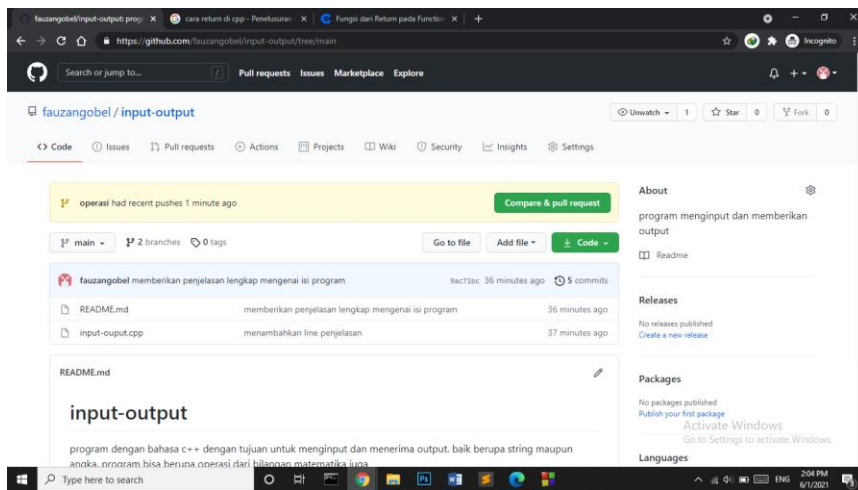 fauzangobel/input-output: progr
cara return di cpp - Penelusuran
Fungsi dari Return pada Function
https://github.com/fauzangobel/input-output/tree/main
Incognito
Search or jump to...
/
Pull requests Issues Marketplace Explore
fauzangobel / input-output
Unwatch 1 Star 0 Fork 0
Code Issues Pull requests Actions Projects Wiki Security Insights Settings
operasi had recent pushes 1 minute ago
Compare & pull request
main 2 branches 0 tags
Go to file Add file Code
fauzangobel memberikan penjelasan lengkap mengenai isi program 9ac71bc 36 minutes ago 5 commits
README.md memberikan penjelasan lengkap mengenai isi program 36 minutes ago
input-ouput.cpp menambahkan line penjelasan 37 minutes ago
README.md
input-output
program dengan bahasa c++ dengan tujuan untuk menginput dan menerima output. baik berupa string maupun
angka. program bisa berupa operasi dari bilangan matematika juga
About
program menginput dan memberikan
output
Readme
Releases
No releases published
Create a new release
Packages
No packages published
Publish your first package
Activate Windows
Go to Settings to activate Windows.
Languages
Type here to search
Ps
ENG
2:04 PM
6/1/2021